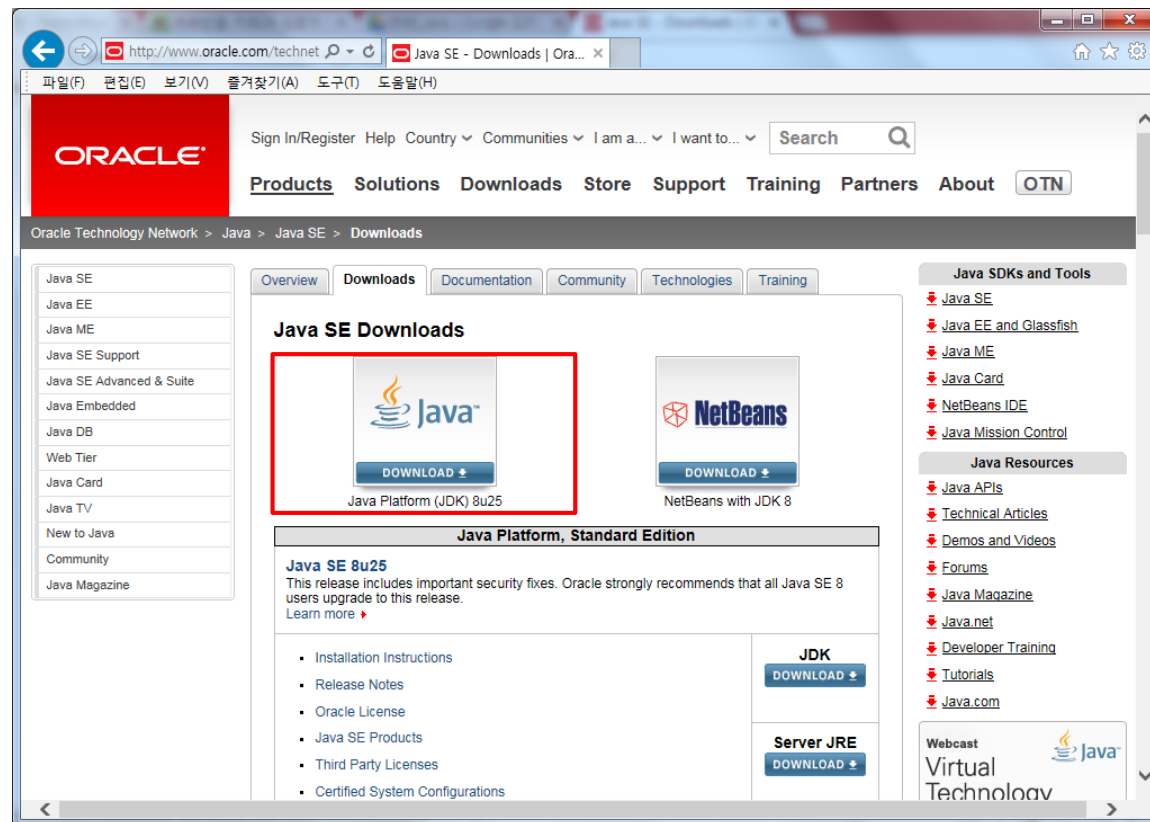 http://www.oracle.com/technet
Java SE - Downloads | Ora...
파일(F) 편집(E) 보기(V) 즐겨찾기(A) 도구(T) 도움말(H)
ORACLE
Sign In/Register Help Country Communities I am a... I want to... Search
Products Solutions Downloads Store Support Training Partners About OTN
Oracle Technology Network > Java > Java SE > Downloads
Java SE
Java EE
Java ME
Java SE Support
Java SE Advanced & Suite
Java Embedded
Java DB
Web Tier
Java Card
Java TV
New to Java
Community
Java Magazine
Overview Downloads Documentation Community Technologies Training
Java SE Downloads
Java
DOWNLOAD
Java Platform (JDK) 8u25
NetBeans
DOWNLOAD
NetBeans with JDK 8
Java Platform, Standard Edition
Java SE 8u25
This release includes important security fixes. Oracle strongly recommends that all Java SE 8
users upgrade to this release.
Learn more
Installation Instructions
Release Notes
Oracle License
Java SE Products
Third Party Licenses
Certified System Configurations
JDK
DOWNLOAD
Server JRE
DOWNLOAD
Java SDKs and Tools
Java SE
Java EE and Glassfish
Java ME
Java Card
NetBeans IDE
Java Mission Control
Java Resources
Java APIs
Technical Articles
Demos and Videos
Forums
Java Magazine
Java.net
Developer Training
Tutorials
Java.com
Webcast
Java
Virtual
Technology